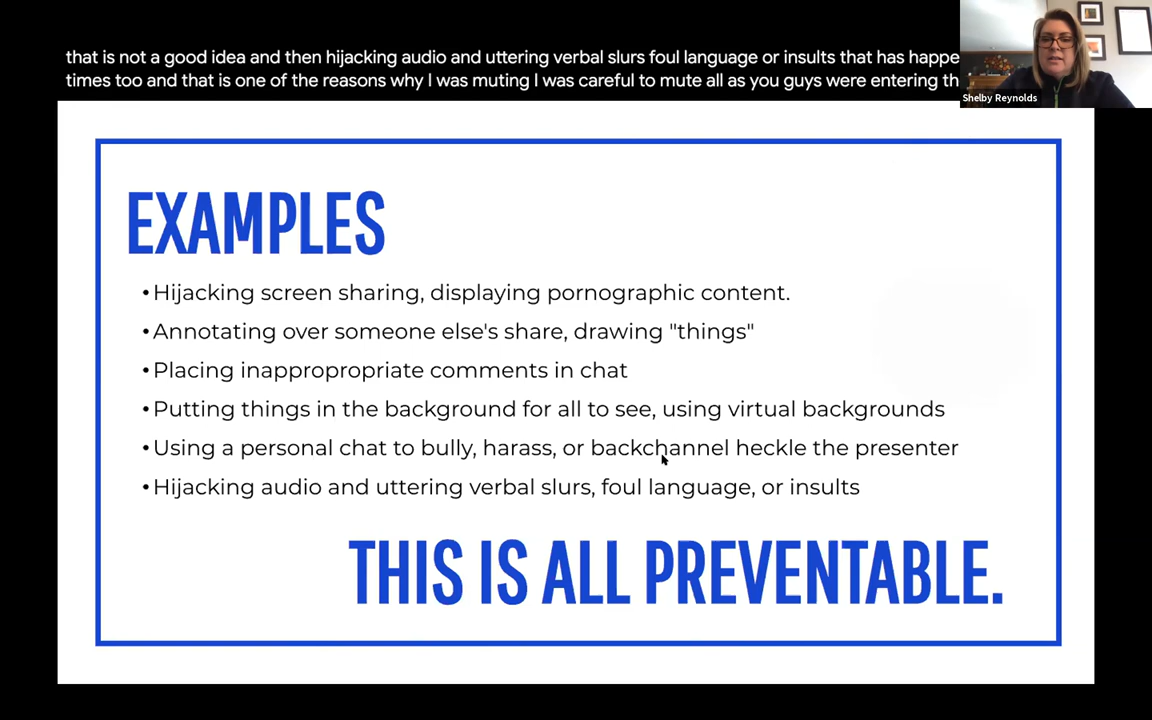 that is not a good idea and then hijacking audio and uttering verbal slurs foul language or insults that has
times too and that is one of the reasons why I was muting I was careful to mute all as you guys were entering
Shelby Reynolds
EXAMPLES
•Hijacking screen sharing, displaying pornographic content.
•Annotating over someone else's share, drawing "things"
•Placing inappropropriate comments in chat
•Putting things in the background for all to see, using virtual backgrounds
•Using a personal chat to bully, harass, or backchannel heckle the presenter
•Hijacking audio and uttering verbal slurs, foul language, or insults
THIS IS ALL PREVENTABLE.